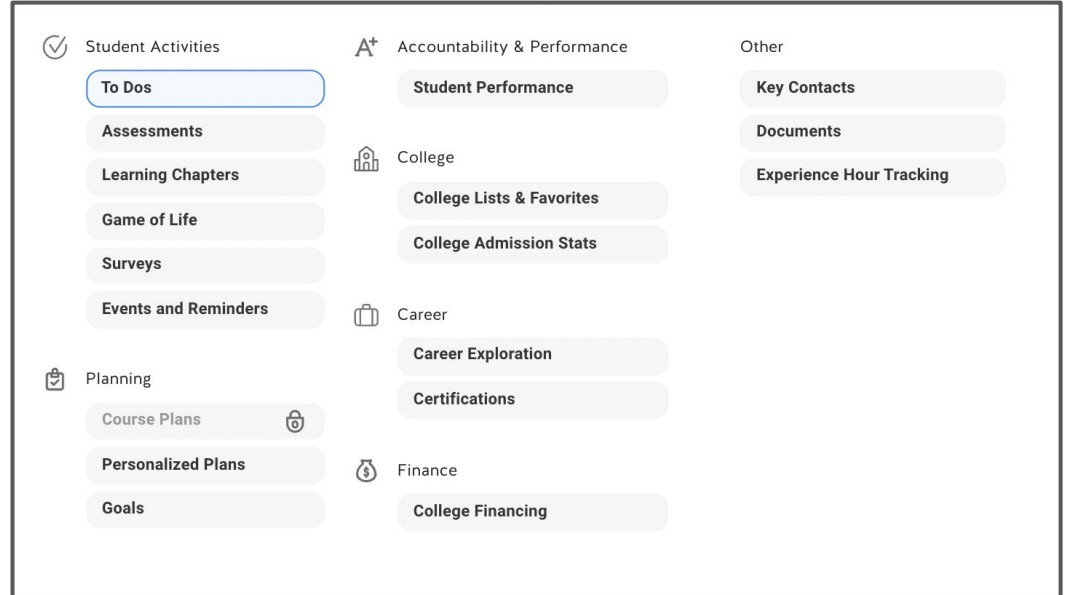 Student Activities
To Dos
Assessments
Learning Chapters
Game of Life
Surveys
Events and Reminders
Planning
Course Plans
Personalized Plans
Goals
A+ Accountability & Performance
Student Performance
College
College Lists & Favorites
College Admission Stats
Career
Career Exploration
Certifications
$ Finance
College Financing
Other
Key Contacts
Documents
Experience Hour Tracking